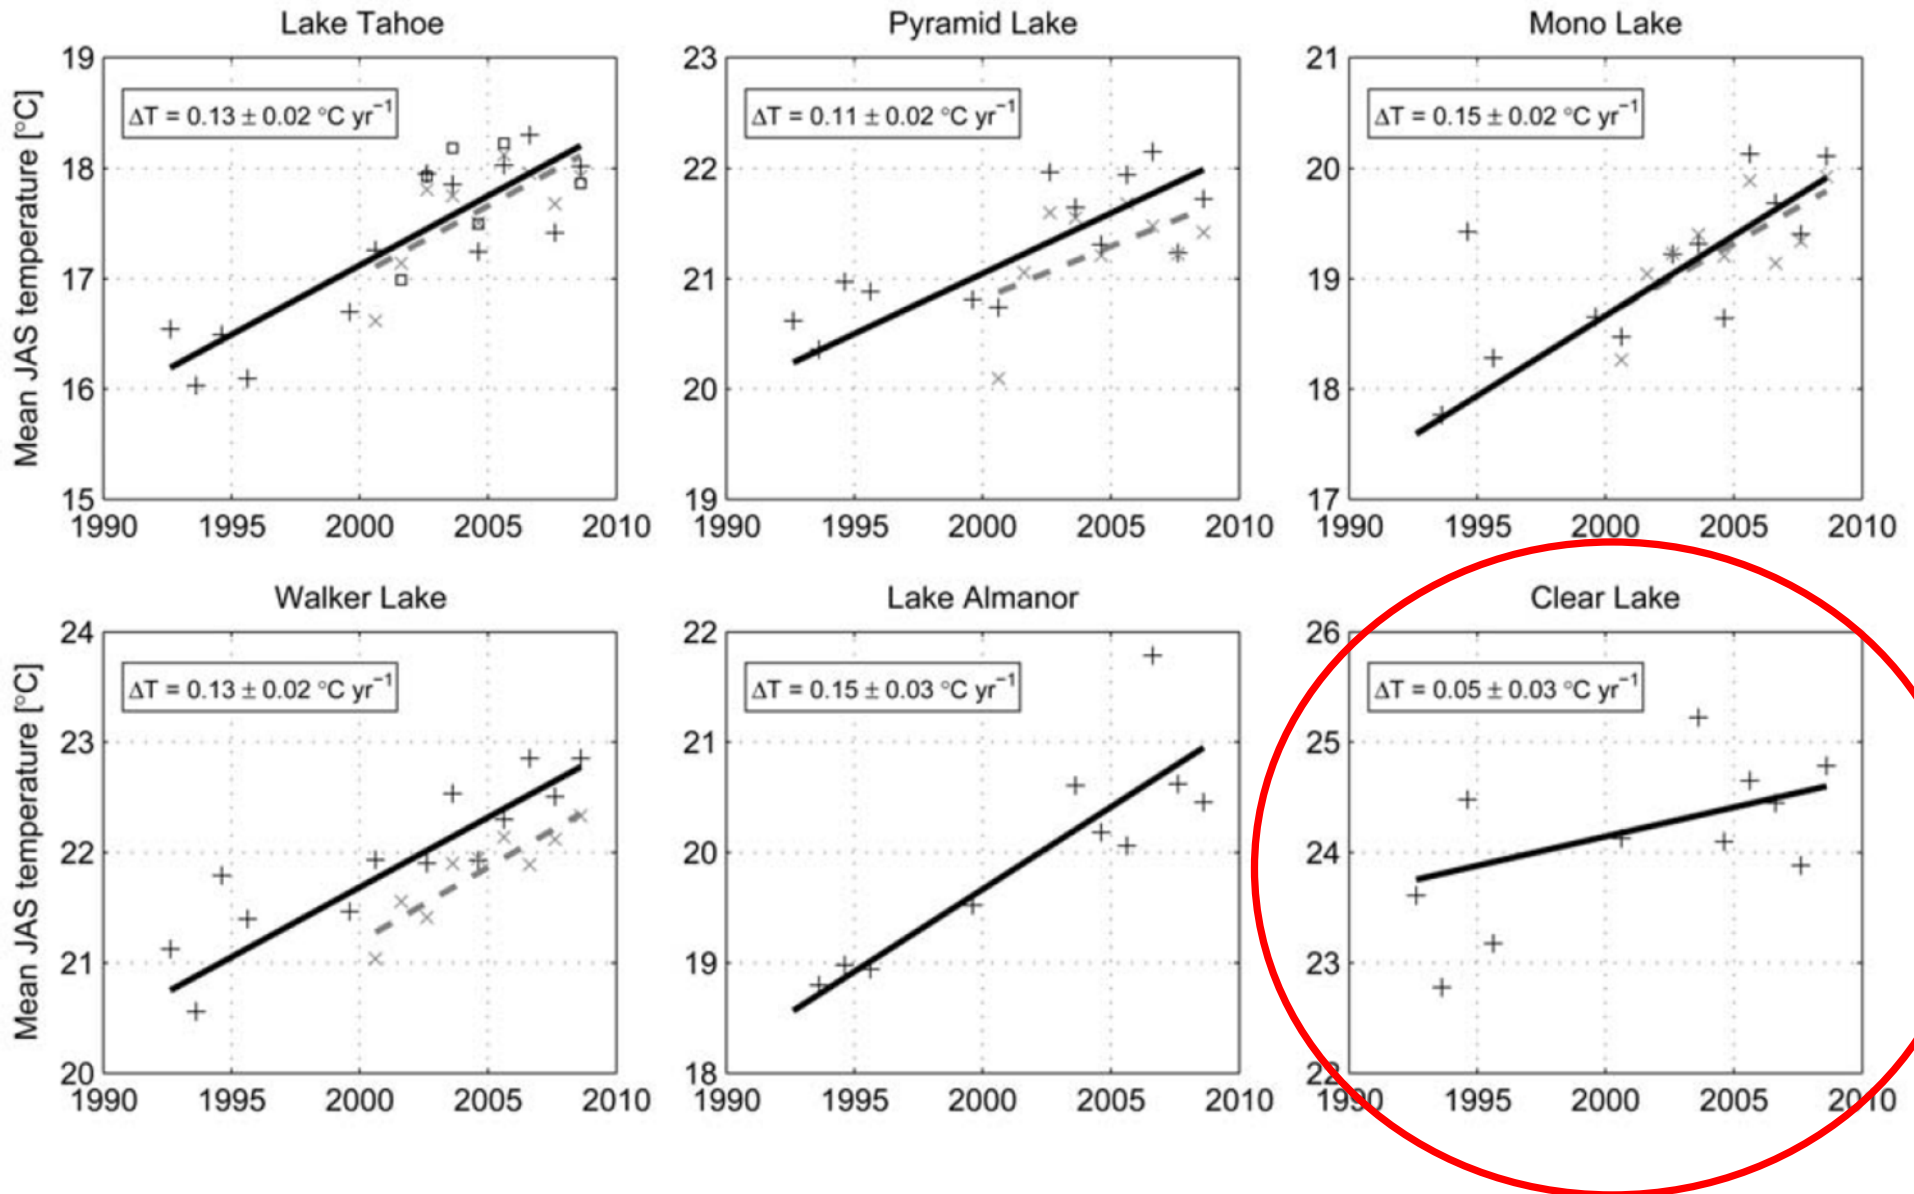 Lake Tahoe
Mean JAS temperature [°C]
19
18
17
16
15
ΔT = 0.13 ± 0.02 °C yr⁻¹
1990 1995 2000 2005 2010
Pyramid Lake
23
22
21
20
19
ΔT = 0.11 ± 0.02 °C yr⁻¹
1990 1995 2000 2005 2010
Mono Lake
21
20
19
18
17
ΔT = 0.15 ± 0.02 °C yr⁻¹
1990 1995 2000 2005 2010
Walker Lake
Mean JAS temperature [°C]
24
23
22
21
20
ΔT = 0.13 ± 0.02 °C yr⁻¹
1990 1995 2000 2005 2010
Lake Almanor
22
21
20
19
18
ΔT = 0.15 ± 0.03 °C yr⁻¹
1990 1995 2000 2005 2010
Clear Lake
26
25
24
23
22
ΔT = 0.05 ± 0.03 °C yr⁻¹
1990 1995 2000 2005 2010